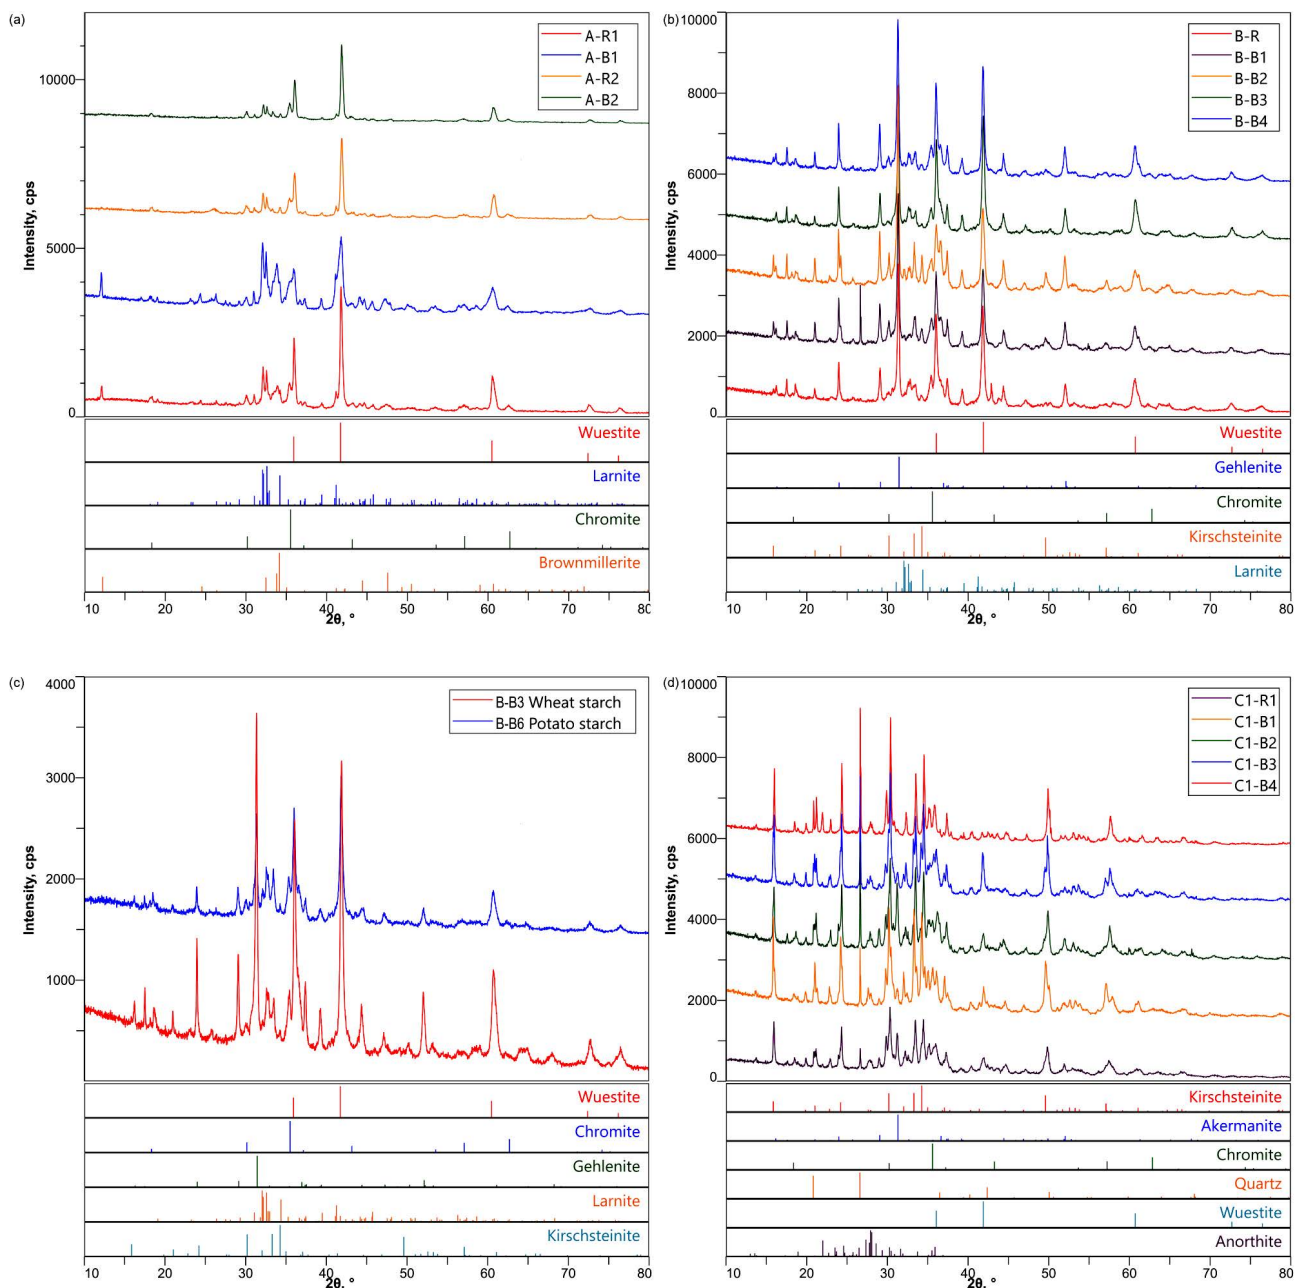 (a)
10000
5000
0
Intensity, cps
A-R1
A-B1
A-R2
A-B2
Wuestite
Larnite
Chromite
Brownmillerite
10 20 30 40 50 60 70 80
2θ, °
(b)
10000
8000
6000
4000
2000
0
Intensity, cps
B-R
B-B1
B-B2
B-B3
B-B4
Wuestite
Gehlenite
Chromite
Kirschsteinite
Larnite
10 20 30 40 50 60 70 80
2θ, °
(c)
4000
3000
2000
1000
Intensity, cps
B-B3 Wheat starch
B-B6 Potato starch
Wuestite
Chromite
Gehlenite
Larnite
Kirschsteinite
10 20 30 40 50 60 70 80
2θ, °
(d)
10000
8000
6000
4000
2000
0
Intensity, cps
C1-R1
C1-B1
C1-B2
C1-B3
C1-B4
Kirschsteinite
Akermanite
Chromite
Quartz
Wuestite
Anorthite
10 20 30 40 50 60 70 80
2θ, °